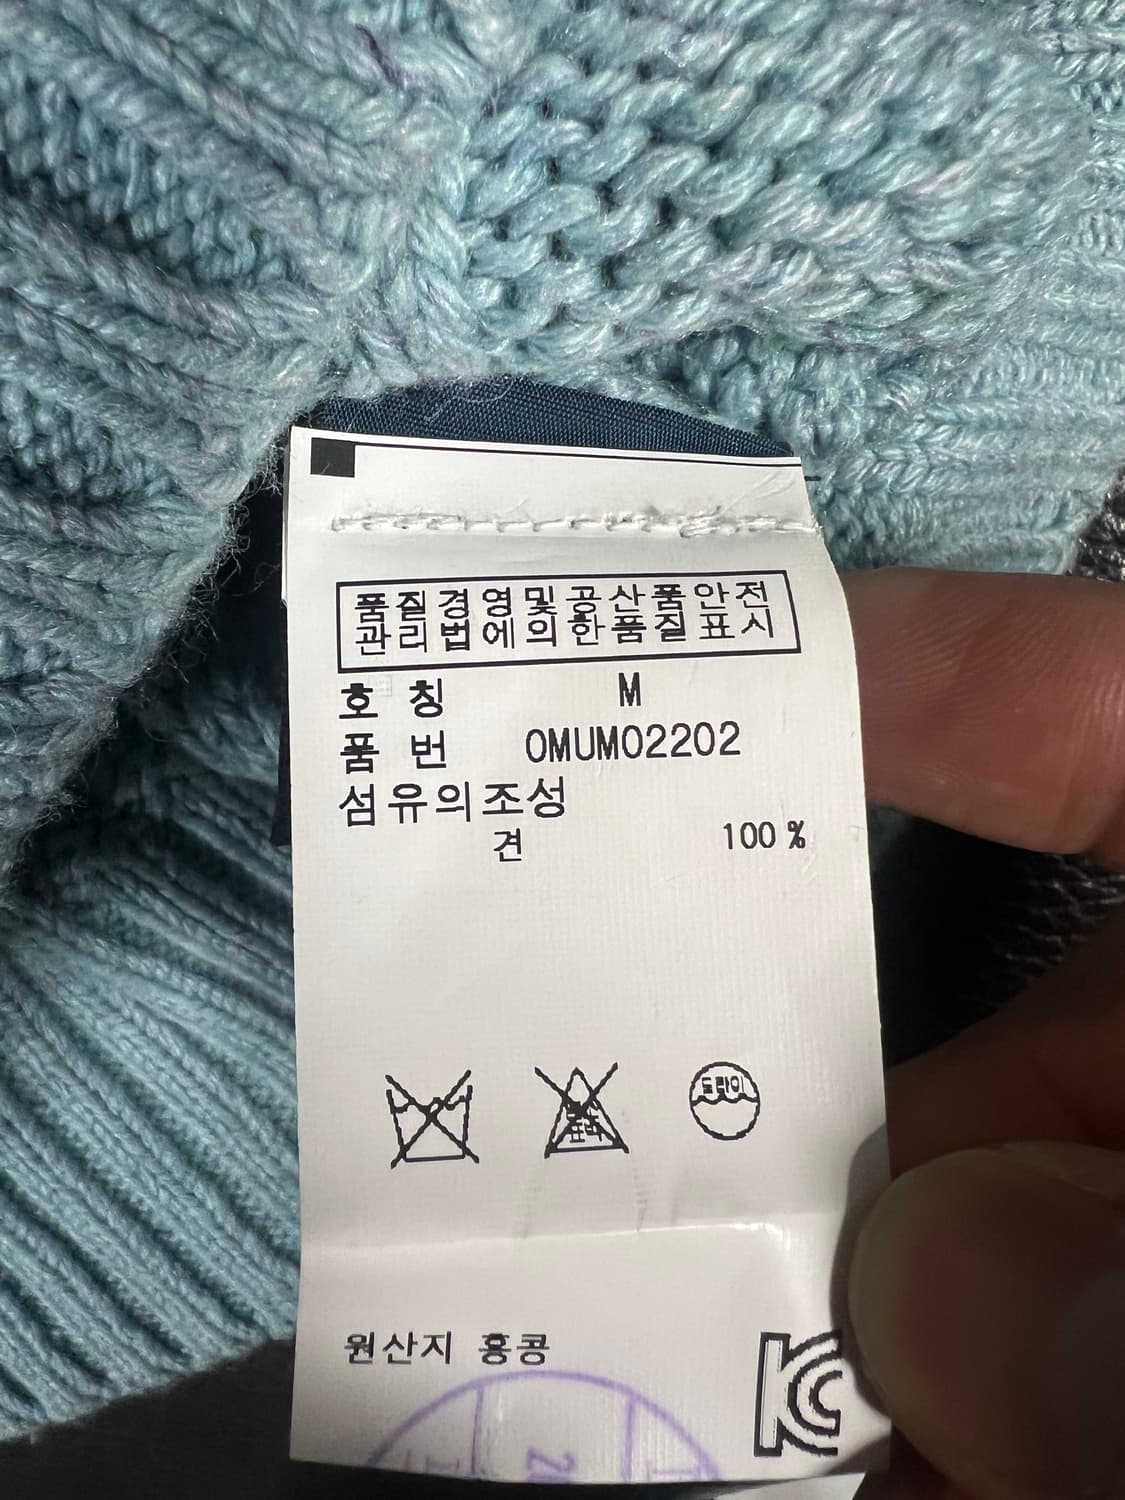 품질경영및공산품안전
관리법에의한품질표시
호 칭 M
품 번 OMUM02202
섬유의조성
견 100 %
드라이
원산지 홍콩